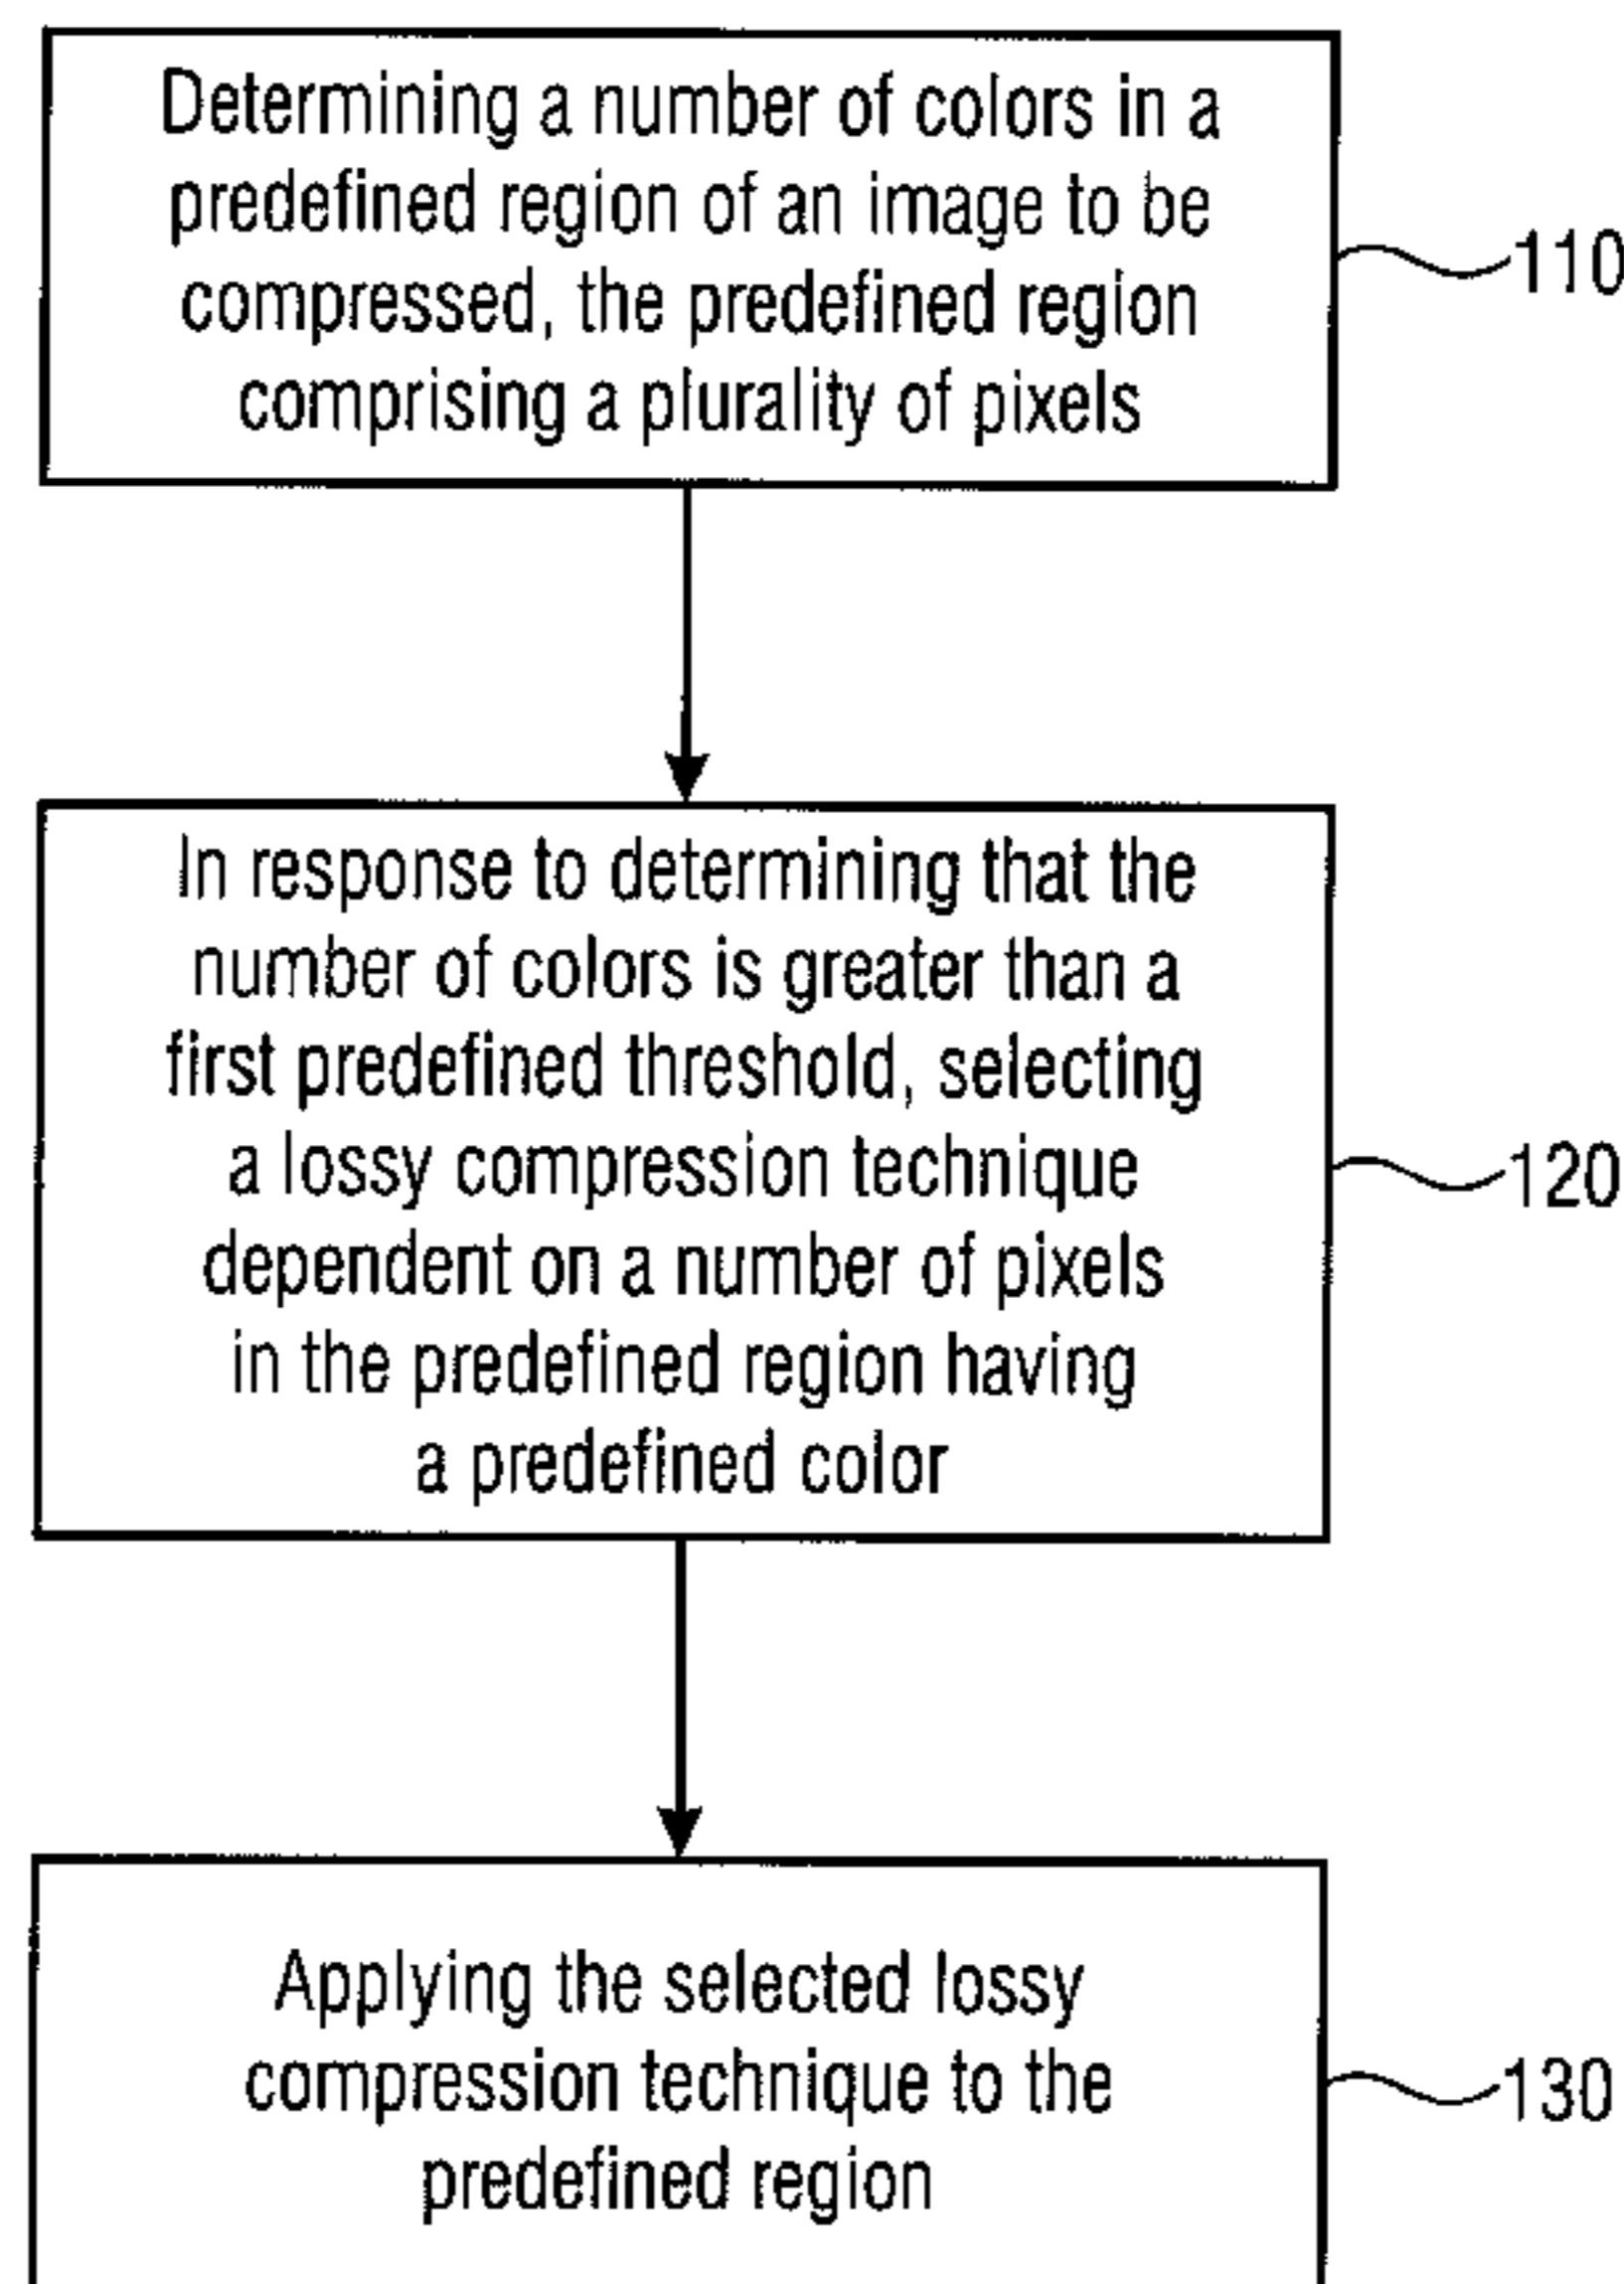 Determining a number of colors in a
predefined region of an image to be
compressed, the predefined region
comprising a plurality of pixels
110
In response to determining that the
number of colors is greater than a
first predefined threshold, selecting
a lossy compression technique
dependent on a number of pixels
in the predefined region having
a predefined color
120
Applying the selected lossy
compression technique to the
predefined region
130